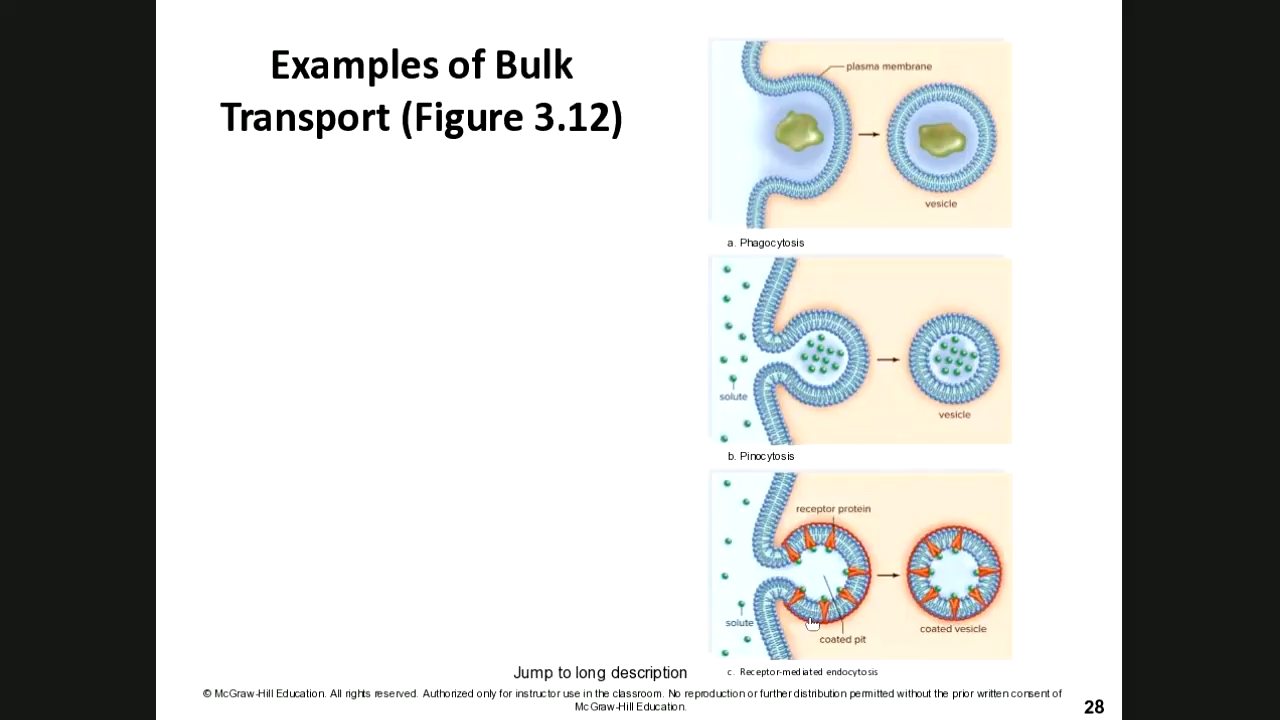 Examples of Bulk
Transport (Figure 3.12)
plasma membrane
vesicle
a. Phagocytosis
solute
vesicle
b. Pinocytosis
receptor protein
solute
coated pit
coated vesicle
c. Receptor-mediated endocytosis
Jump to long description
© McGraw-Hill Education. All rights reserved. Authorized only for instructor use in the classroom. No reproduction or further distribution permitted without the prior written consent of
McGraw-Hill Education.
28